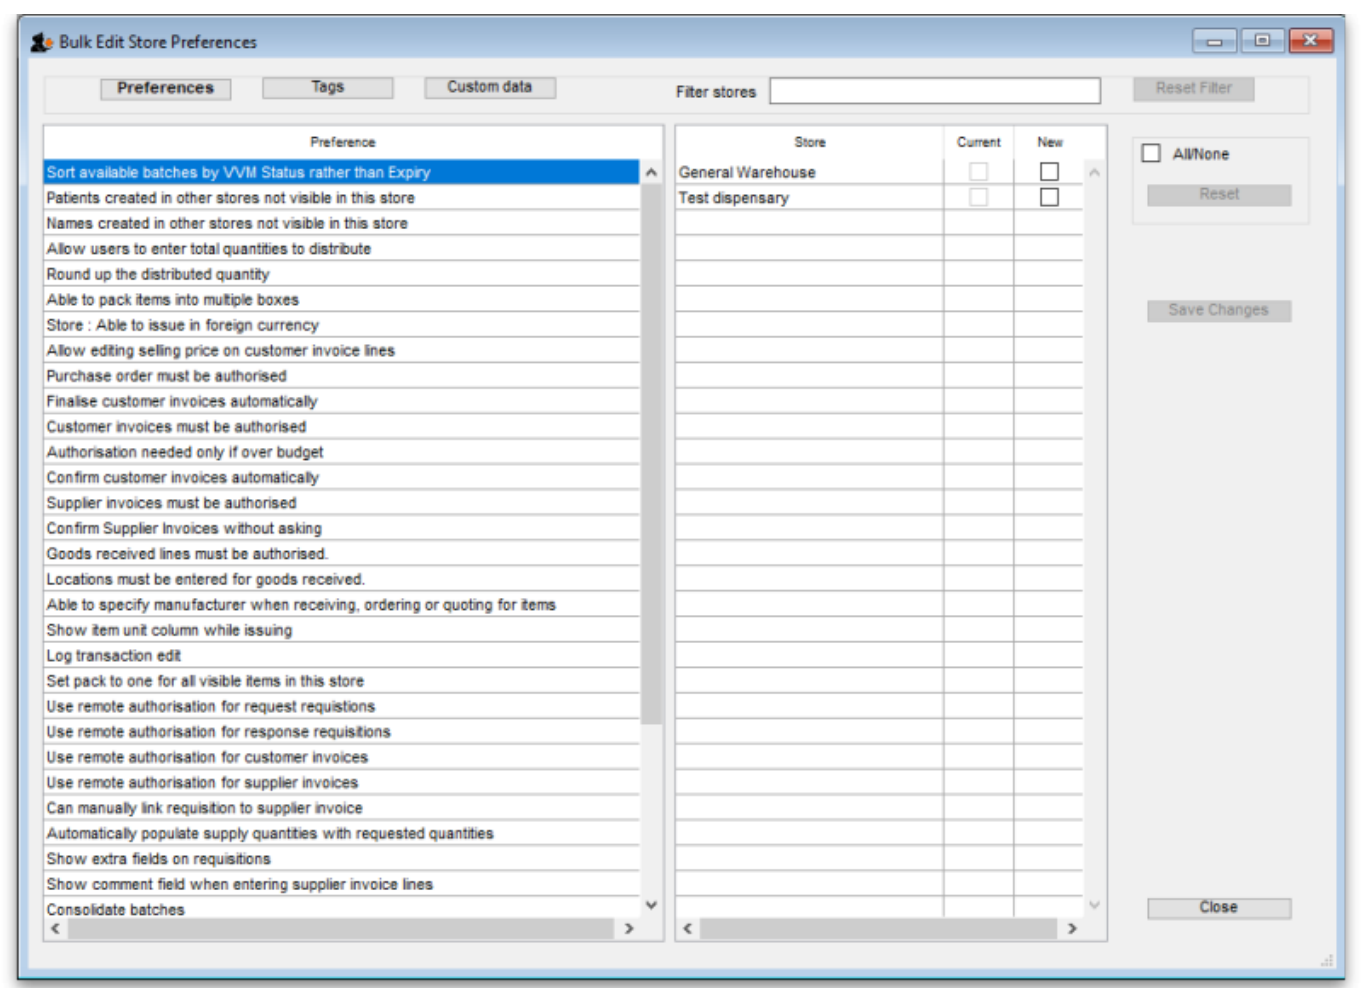 Bulk Edit Store Preferences
Preferences Tags Custom data Filter stores Reset Filter
Preference
Sort available batches by VVM Status rather than Expiry
Patients created in other stores not visible in this store
Names created in other stores not visible in this store
Allow users to enter total quantities to distribute
Round up the distributed quantity
Able to pack items into multiple boxes
Store : Able to issue in foreign currency
Allow editing selling price on customer invoice lines
Purchase order must be authorised
Finalise customer invoices automatically
Customer invoices must be authorised
Authorisation needed only if over budget
Confirm customer invoices automatically
Supplier invoices must be authorised
Confirm Supplier Invoices without asking
Goods received lines must be authorised.
Locations must be entered for goods received.
Able to specify manufacturer when receiving, ordering or quoting for items
Show item unit column while issuing
Log transaction edit
Set pack to one for all visible items in this store
Use remote authorisation for request requistions
Use remote authorisation for response requisitions
Use remote authorisation for customer invoices
Use remote authorisation for supplier invoices
Can manually link requisition to supplier invoice
Automatically populate supply quantities with requested quantities
Show extra fields on requisitions
Show comment field when entering supplier invoice lines
Consolidate batches
Store Current New
General Warehouse
Test dispensary
All/None
Reset
Save Changes
Close